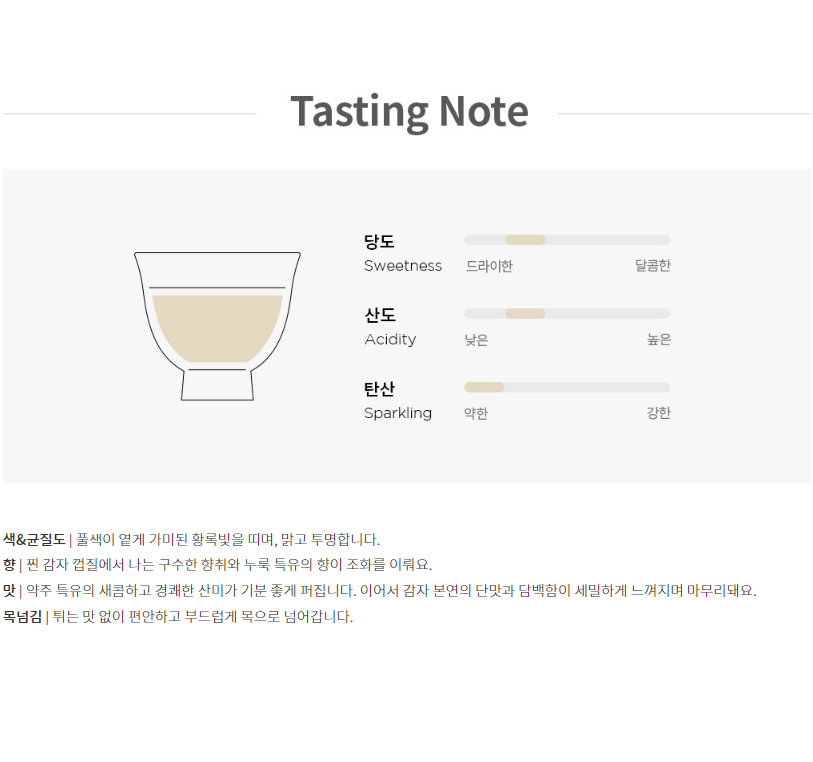 Tasting Note
당도
Sweetness
드라이한 달콤한
산도
Acidity
낮은 높은
탄산
Sparkling
약한 강한
색&균질도 | 풀색이 옅게 가미된 황록빛을 띠며, 맑고 투명합니다.
향 | 찐 감자 껍질에서 나는 구수한 향취와 누룩 특유의 향이 조화를 이뤄요.
맛 | 약주 특유의 새콤하고 경쾌한 산미가 기분 좋게 퍼집니다. 이어서 감자 본연의 단맛과 담백함이 세밀하게 느껴지며 마무리돼요.
목넘김 | 튀는 맛 없이 편안하고 부드럽게 목으로 넘어갑니다.